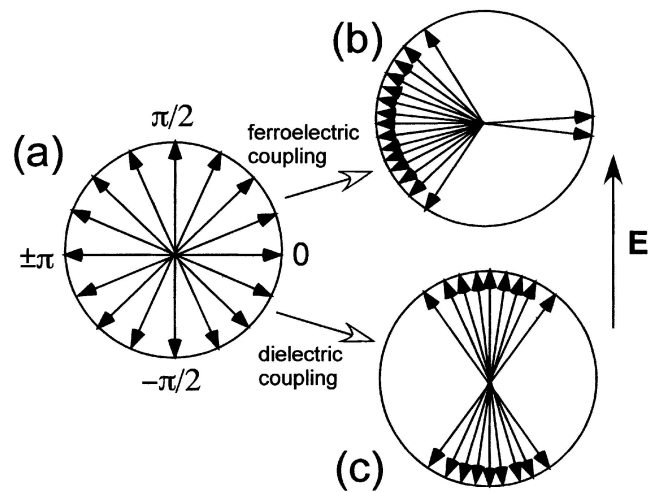 (b)
π/2
(a)
ferroelectric
coupling
±π
0
E
dielectric
coupling
−π/2
(c)